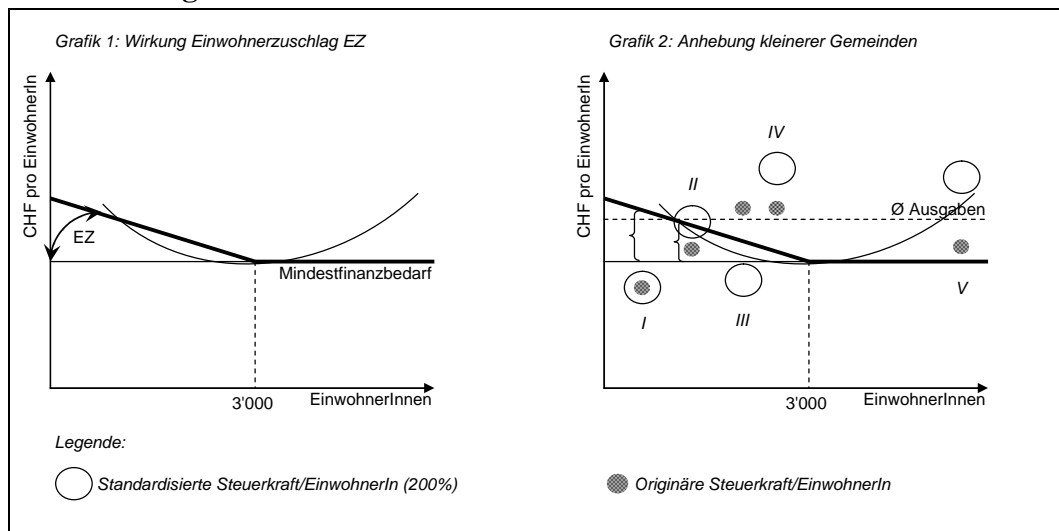 Grafik 1: Wirkung Einwohnerzuschlag EZ
CHF pro EinwohnerIn
EZ
Mindestfinanzbedarf
3'000
EinwohnerInnen
Grafik 2: Anhebung kleinerer Gemeinden
CHF pro EinwohnerIn
IV
II
Ø Ausgaben
I
III
V
3'000
EinwohnerInnen
Legende:
Standardisierte Steuerkraft/EinwohnerIn (200%)
Originäre Steuerkraft/EinwohnerIn